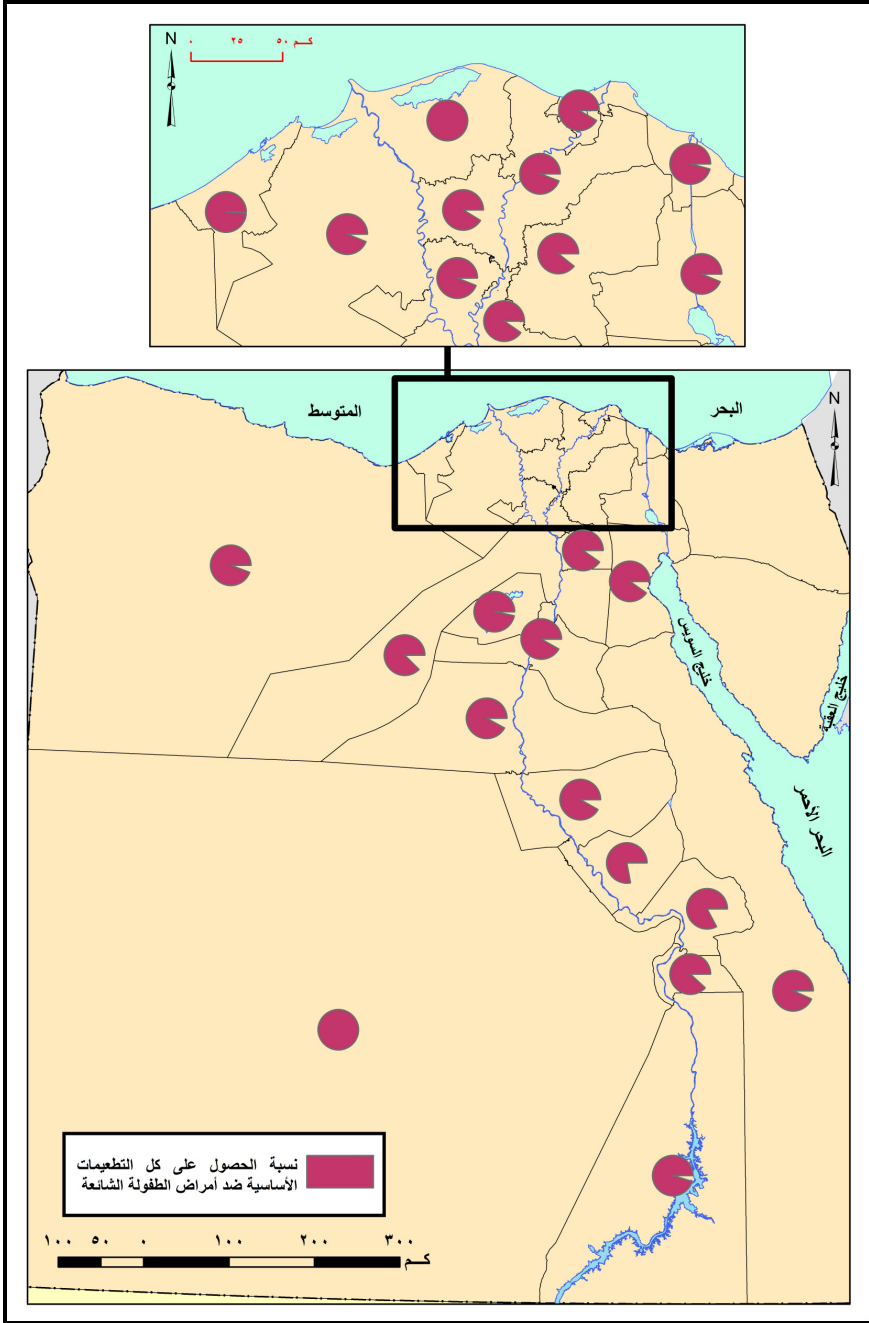 N
٠ ٢٥ ٥٠ كم
البحر
المتوسط
N
خليج السويس
خليج العقبة
البحر الأحمر
نسبة الحصول على كل التطعيمات
الأساسية ضد أمراض الطفولة الشائعة
١٠٠ ٥٠ ٠ ١٠٠ ٢٠٠ ٣٠٠
كم